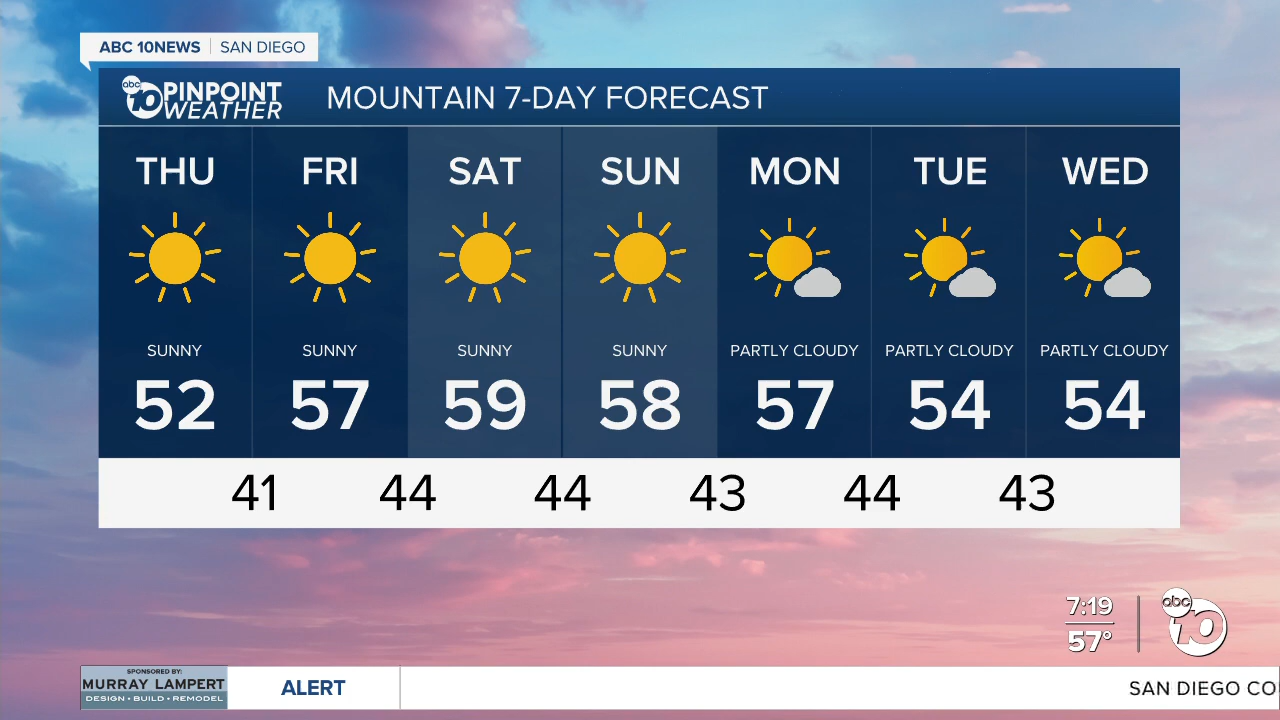 ABC 10NEWS | SAN DIEGO
abc 10 PINPOINT WEATHER
MOUNTAIN 7-DAY FORECAST
THU FRI SAT SUN MON TUE WED
SUNNY SUNNY SUNNY SUNNY PARTLY CLOUDY PARTLY CLOUDY PARTLY CLOUDY
52 57 59 58 57 54 54
41 44 44 43 44 43
7:19
57°
abc 10
SPONSORED BY:
MURRAY LAMPERT
DESIGN • BUILD • REMODEL
ALERT
SAN DIEGO CO